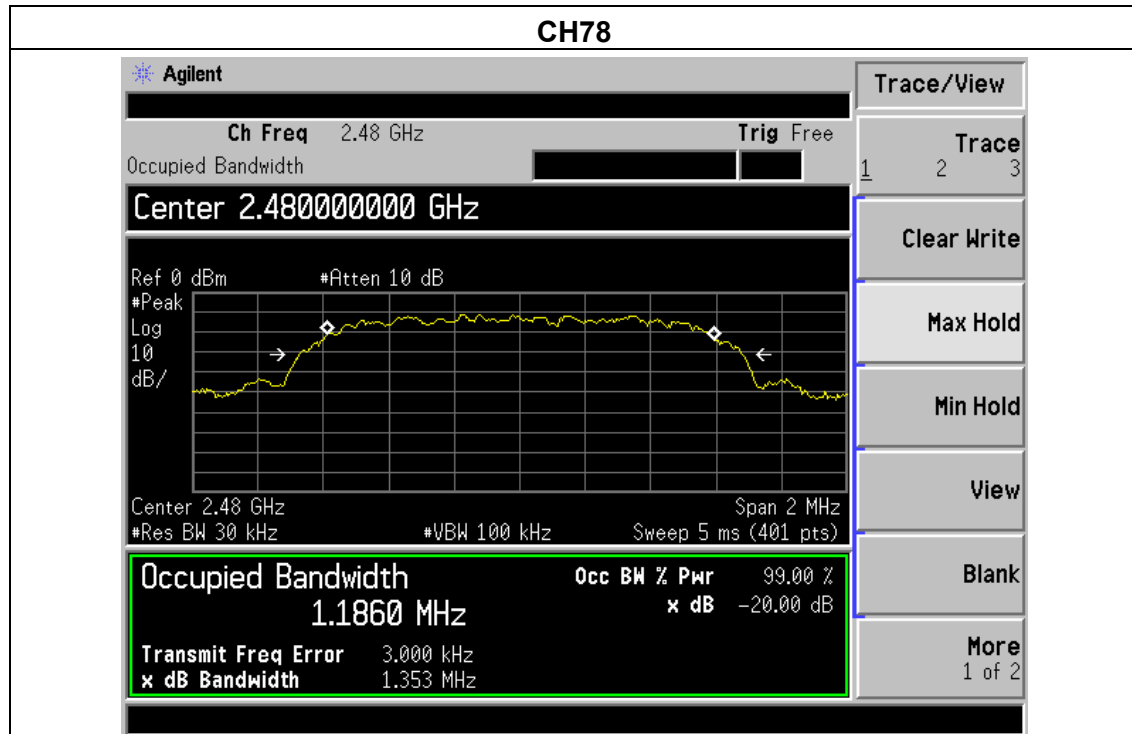 CH78
Agilent
Trace/View
Ch Freq 2.48 GHz Trig Free
Occupied Bandwidth
Trace
1 2 3
Center 2.480000000 GHz
Clear Write
Ref 0 dBm #Atten 10 dB
#Peak
Log
10
dB/
Max Hold
Min Hold
View
Center 2.48 GHz Span 2 MHz
#Res BW 30 kHz #VBW 100 kHz Sweep 5 ms (401 pts)
Occupied Bandwidth Occ BW % Pwr 99.00 %
1.1860 MHz x dB -20.00 dB
Blank
Transmit Freq Error 3.000 kHz
x dB Bandwidth 1.353 MHz
More
1 of 2